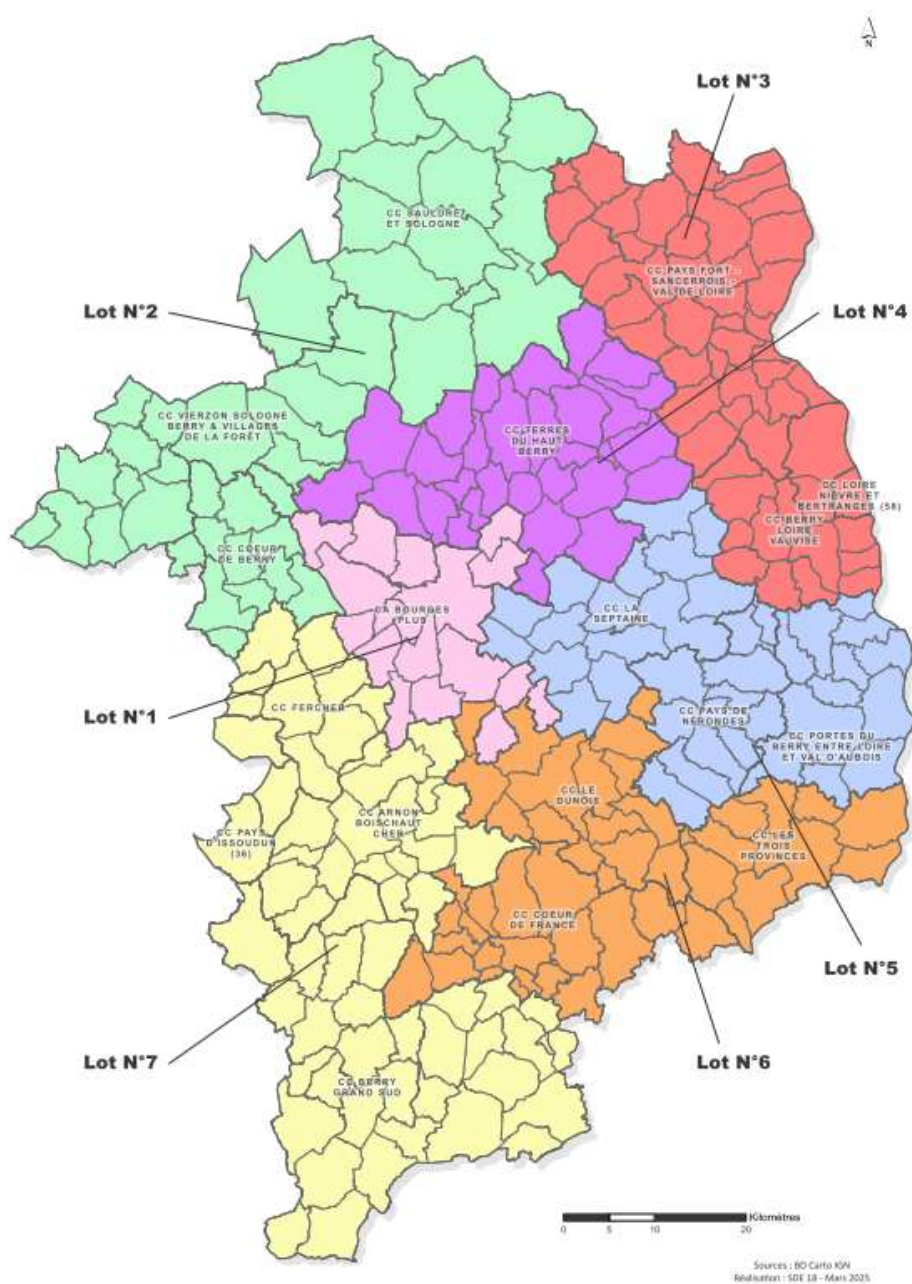 N
Lot N°3
CC SAULDRE
ET SOLOGNE
CC PAYS FORT -
SANCERROIS -
VAL DE LOIRE
Lot N°2
Lot N°4
CC VIERZON SOLOGNE
BERRY & VILLAGES
DE LA FORÊT
CC TERRES
DU HAUT
BERRY
CC LOIRE
NIÈVRE ET
BERTRANGES (58)
CC BERRY
LOIRE
VAUVISE
CC COEUR
DE BERRY
CA BOURGES
PLUS
CC LA
SEPTAINE
Lot N°1
CC FERCHER
CC PAYS DE
NERONDES
CC PORTES DU
BERRY ENTRE LOIRE
ET VAL D'AUBOIS
CC LE
DUNOIS
CC ARNON
BOISCHAUT
CHER
CC PAYS
D'ISSOUDUN
(36)
CC LES
TROIS
PROVINCES
CC COEUR
DE FRANCE
Lot N°5
Lot N°7
Lot N°6
CC BERRY
GRAND SUD
Kilomètres
0 5 10 20
Sources : BD Carto IGN
Réalisation : SDE 18 - Mars 2025